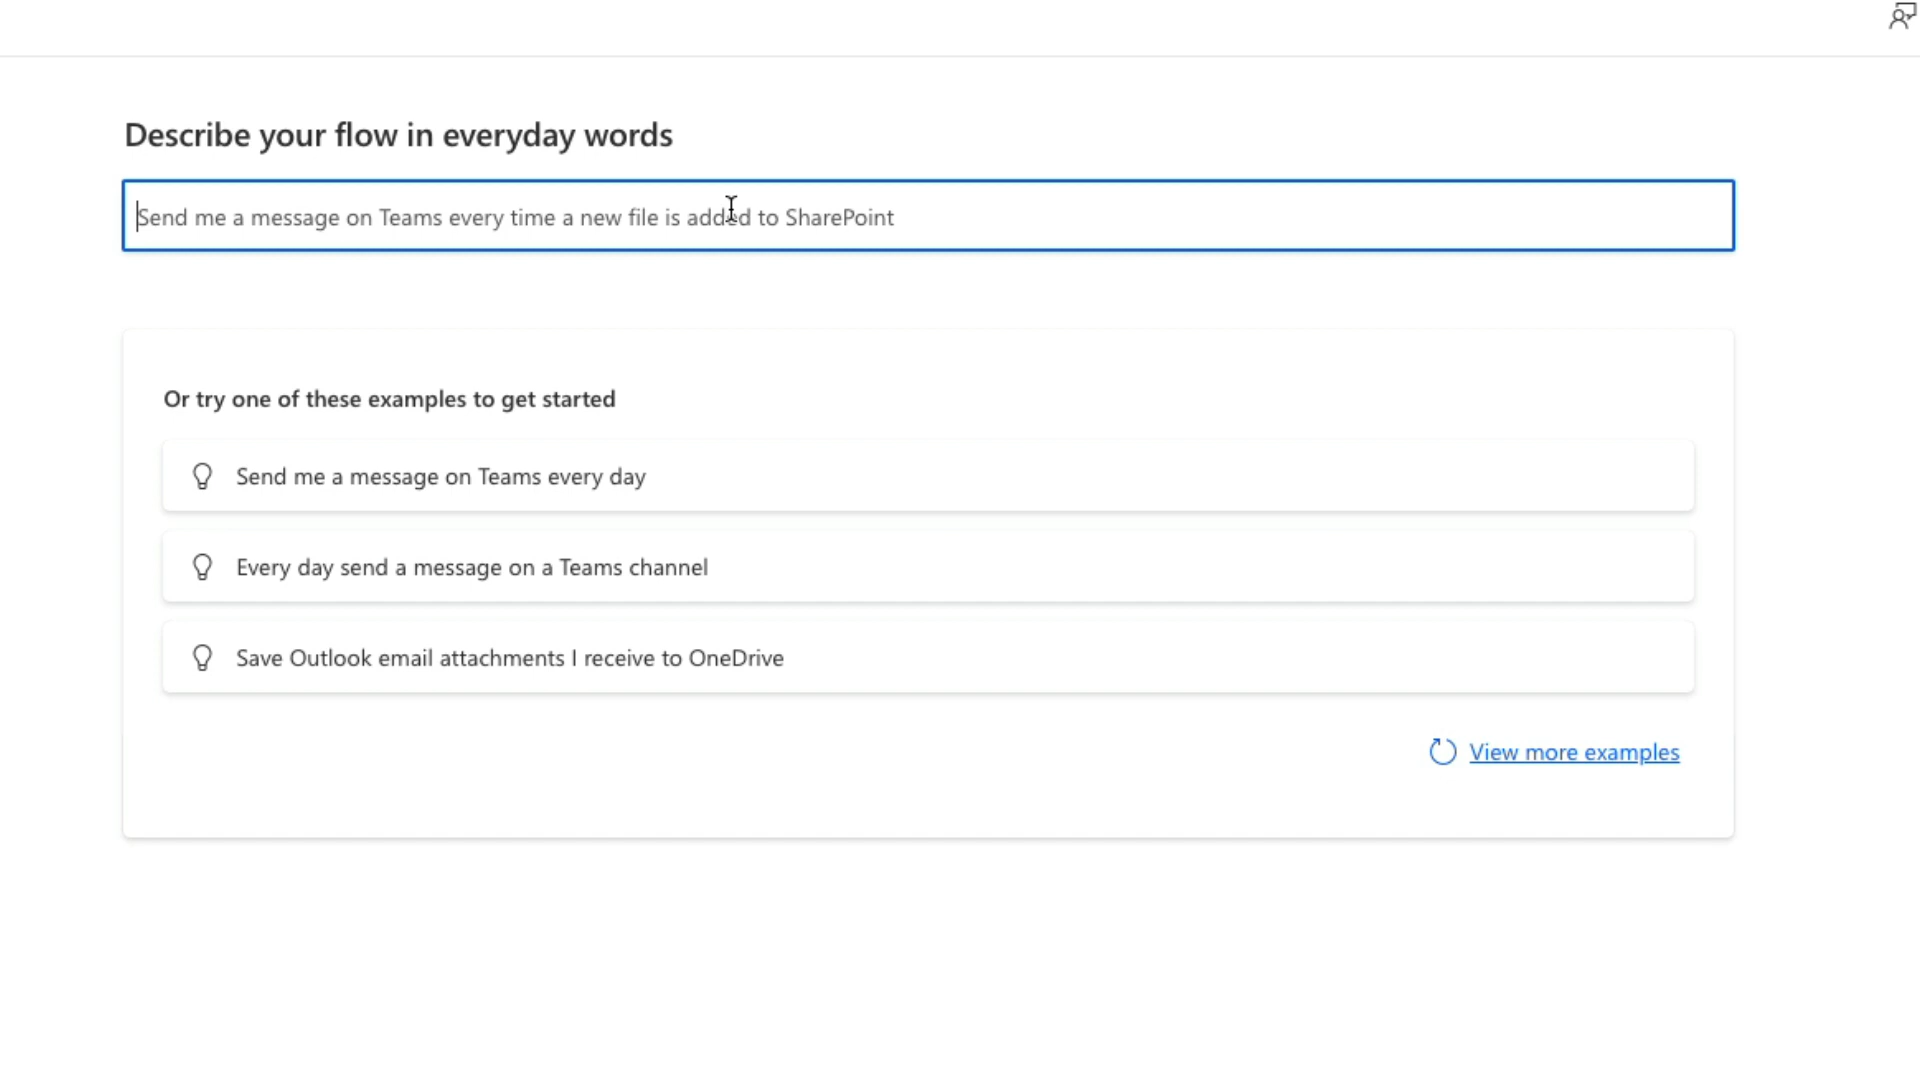 Describe your flow in everyday words
Send me a message on Teams every time a new file is added to SharePoint
Or try one of these examples to get started
Send me a message on Teams every day
Every day send a message on a Teams channel
Save Outlook email attachments I receive to OneDrive
View more examples